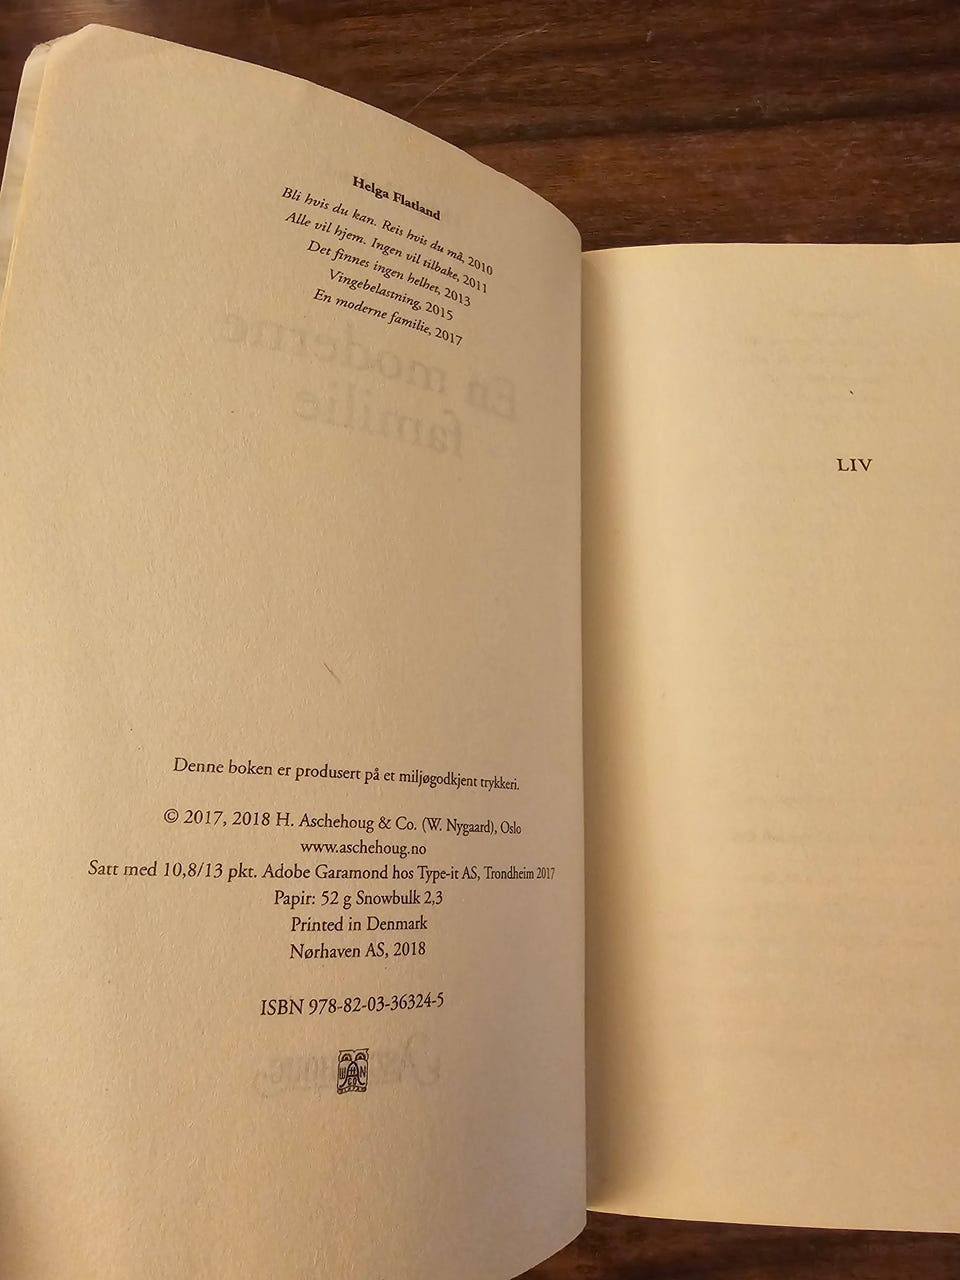 Helga Flatland
Bli hvis du kan. Reis hvis du må, 2010
Alle vil hjem. Ingen vil tilbake, 2011
Det finnes ingen helhet, 2013
Vingebelastning, 2015
En moderne familie, 2017
En moderne
familie
Denne boken er produsert på et miljøgodkjent trykkeri.
© 2017, 2018 H. Aschehoug & Co. (W. Nygaard), Oslo
www.aschehoug.no
Satt med 10,8/13 pkt. Adobe Garamond hos Type-it AS, Trondheim 2017
Papir: 52 g Snowbulk 2,3
Printed in Denmark
Nørhaven AS, 2018
ISBN 978-82-03-36324-5
LIV